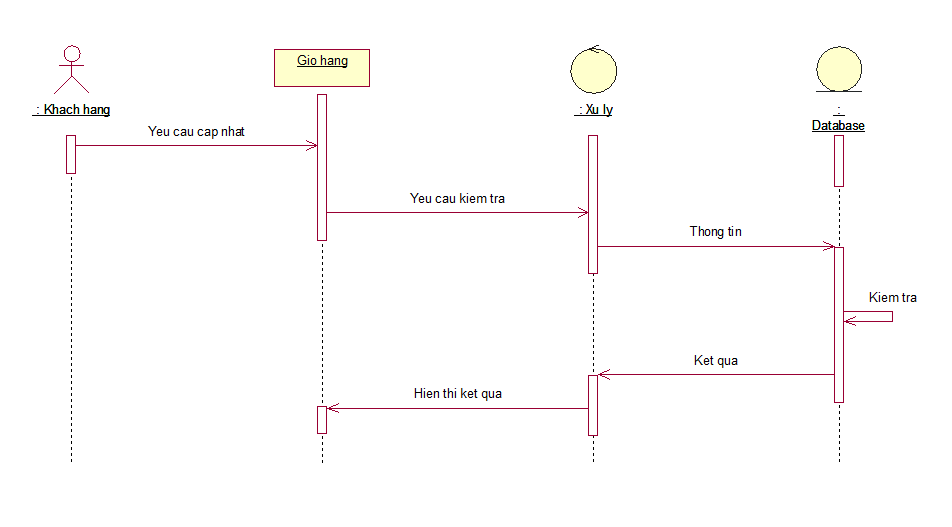 Gio hang
: Khach hang
: Xu ly
:
Database
Yeu cau cap nhat
Yeu cau kiem tra
Thong tin
Kiem tra
Ket qua
Hien thi ket qua